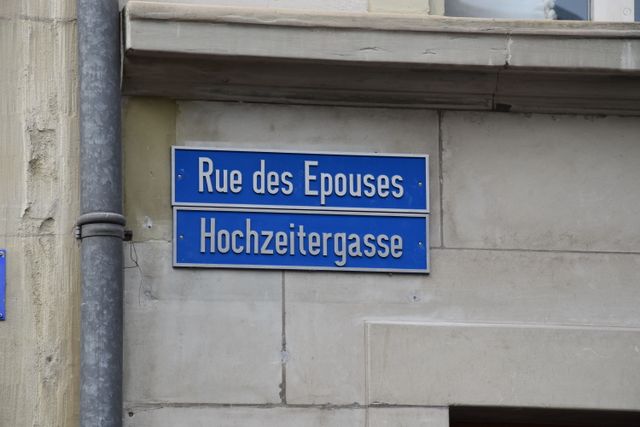 Rue des Epouses
Hochzeitergasse